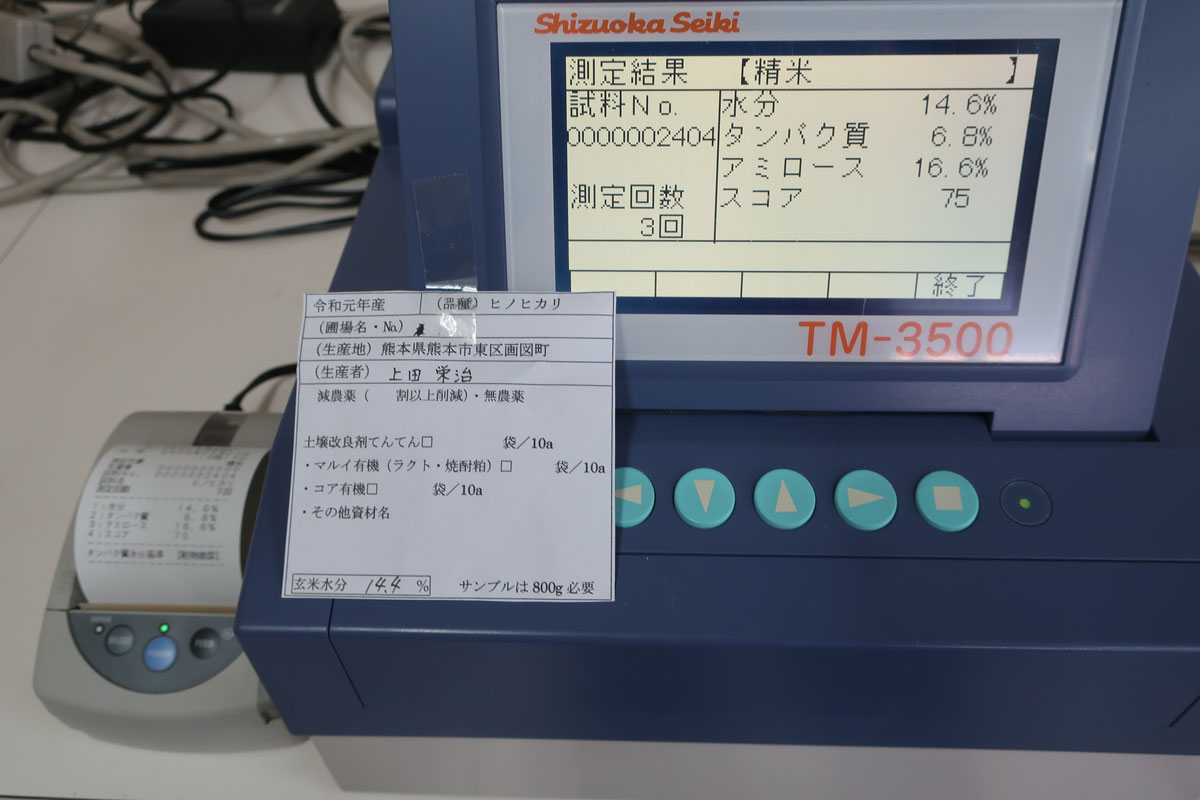 Shizuoka Seiki
測定結果 【精米 】
試料No.
0000002404
測定回数
3回
水分 14.6%
タンパク質 6.8%
アミロース 16.6%
スコア 75
終了
TM-3500
令和元年産 (品種) ヒノヒカリ
(圃場名・No.)
(生産地) 熊本県熊本市東区画図町
(生産者) 上田 栄治
減農薬( 割以上削減)・無農薬
土壌改良剤てんてん□ 袋/10a
・マルイ有機(ラクト・焼酎粕)□ 袋/10a
・コア有機□ 袋/10a
・その他資材名
玄米水分 14.4 % サンプルは800g必要
ヒノヒカリ
3回
1:水分 14.6%
2:タンパク質 6.8%
3:アミロース 16.6%
4:スコア 75